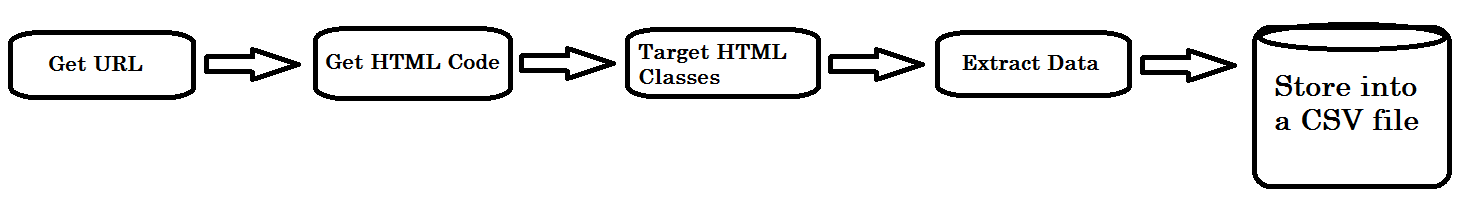 Get URL
Get HTML Code
Target HTML
Classes
Extract Data
Store into
a CSV file